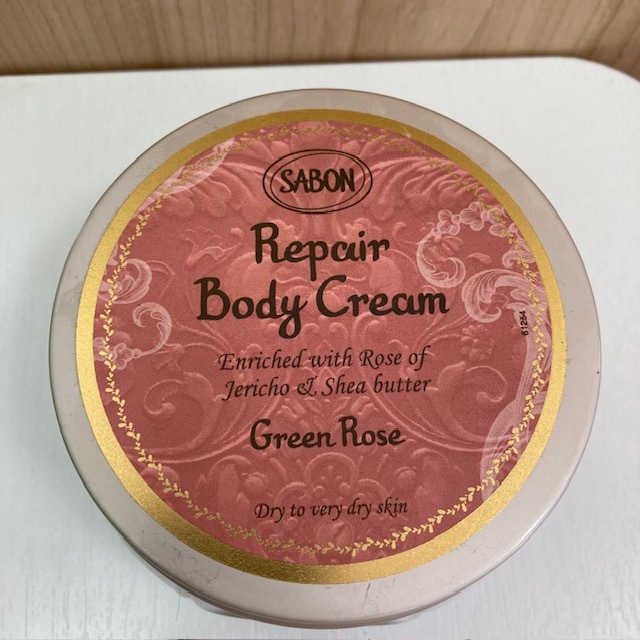 SABON
Repair
Body Cream
Enriched with Rose of
Jericho & Shea butter
Green Rose
Dry to very dry skin
61254